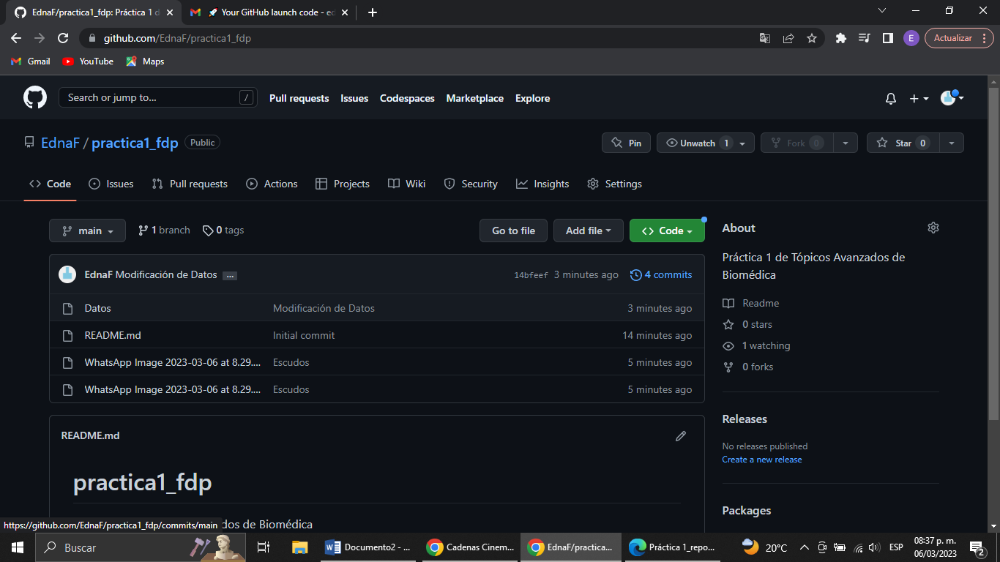 EdnaF/practica1_fdp: Práctica 1 d
Your GitHub launch code - ed
github.com/EdnaF/practica1_fdp
E
Actualizar
Gmail
YouTube
Maps
Search or jump to...
/
Pull requests
Issues
Codespaces
Marketplace
Explore
EdnaF / practica1_fdp
Public
Pin
Unwatch 1
Fork 0
Star 0
Code
Issues
Pull requests
Actions
Projects
Wiki
Security
Insights
Settings
main
1 branch
0 tags
Go to file
Add file
Code
EdnaF Modificación de Datos ...
14bfeef 3 minutes ago
4 commits
Datos
Modificación de Datos
3 minutes ago
README.md
Initial commit
14 minutes ago
WhatsApp Image 2023-03-06 at 8.29....
Escudos
5 minutes ago
WhatsApp Image 2023-03-06 at 8.29....
Escudos
5 minutes ago
README.md
practica1_fdp
dos de Biomédica
About
Práctica 1 de Tópicos Avanzados de
Biomédica
Readme
0 stars
1 watching
0 forks
Releases
No releases published
Create a new release
Packages
https://github.com/EdnaF/practica1_fdp/commits/main
Buscar
Documento2 - ...
Cadenas Cinem...
EdnaF/practica...
Práctica 1_repo...
20°C
ESP
08:37 p. m.
06/03/2023
2